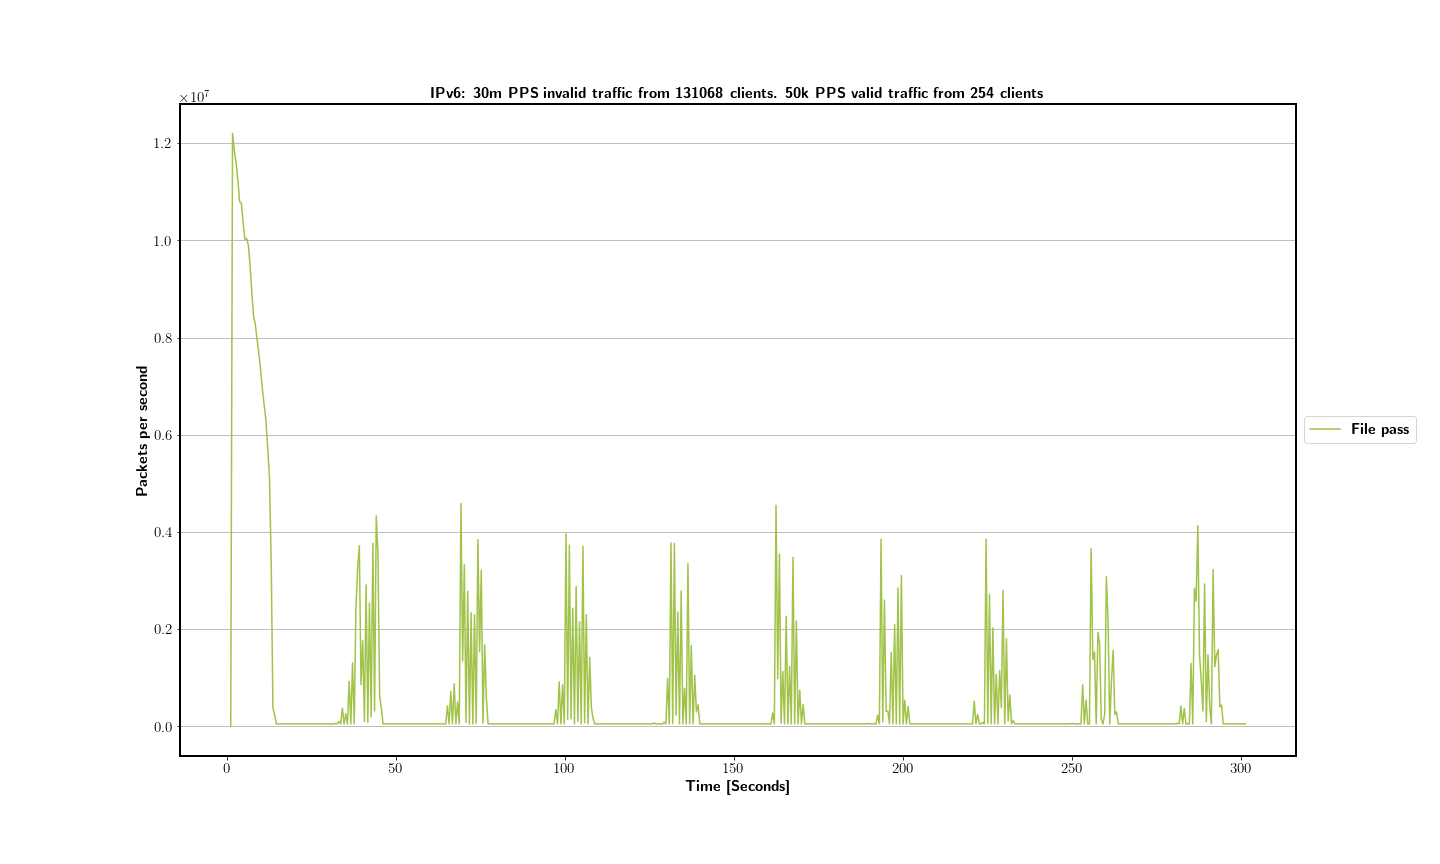 IPv6: 30m PPS invalid traffic from 131068 clients. 50k PPS valid traffic from 254 clients
×10⁷
1.2
1.0
0.8
0.6
0.4
0.2
0.0
Packets per second
File pass
0 50 100 150 200 250 300
Time [Seconds]